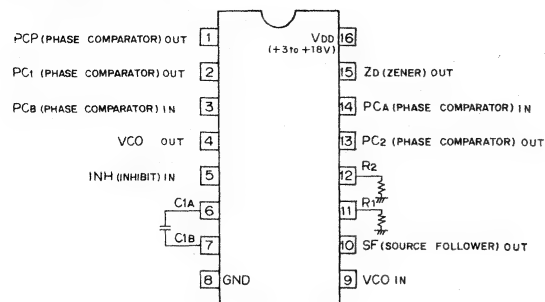 PCP (PHASE COMPARATOR) OUT 1
PC1 (PHASE COMPARATOR) OUT 2
PCB (PHASE COMPARATOR) IN 3
VCO OUT 4
INH (INHIBIT) IN 5
C1A 6
C1B 7
8 GND
VDD 16
(+3 to +18V)
15 ZD (ZENER) OUT
14 PCA (PHASE COMPARATOR) IN
13 PC2 (PHASE COMPARATOR) OUT
12 R2
11 R1
10 SF (SOURCE FOLLOWER) OUT
9 VCO IN